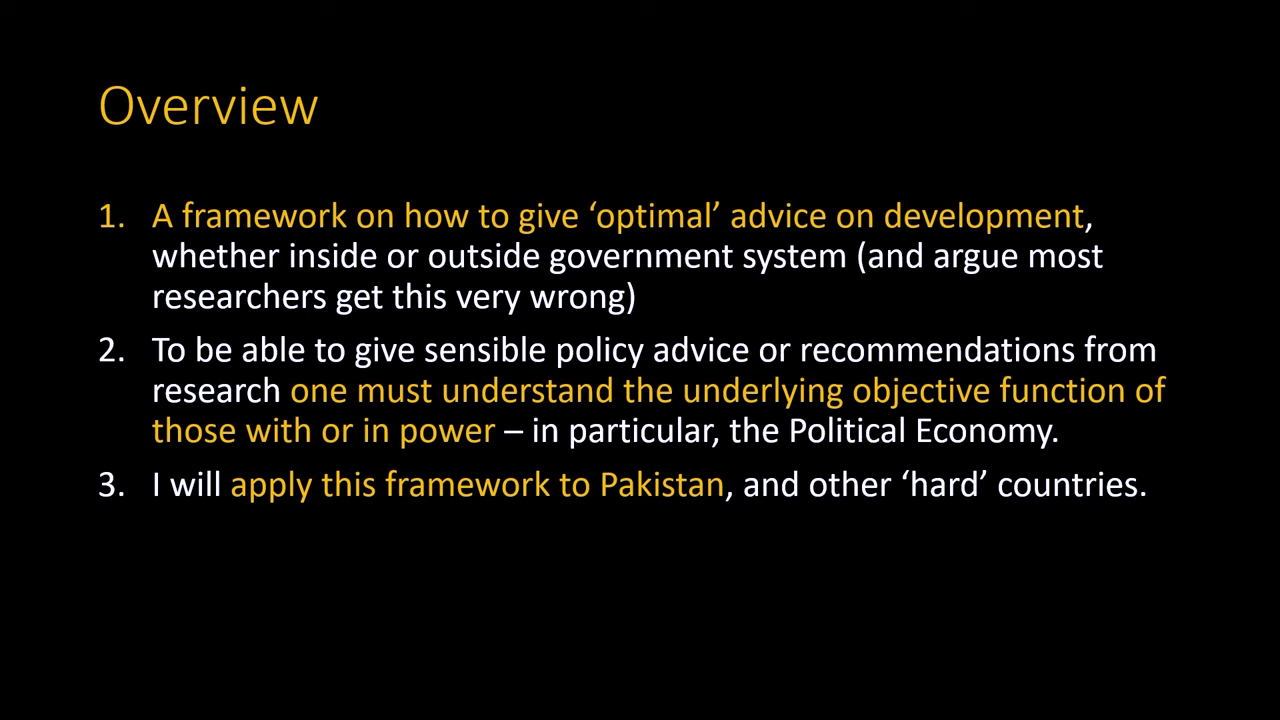 Overview
1. A framework on how to give ‘optimal’ advice on development,
whether inside or outside government system (and argue most
researchers get this very wrong)
2. To be able to give sensible policy advice or recommendations from
research one must understand the underlying objective function of
those with or in power – in particular, the Political Economy.
3. I will apply this framework to Pakistan, and other ‘hard’ countries.